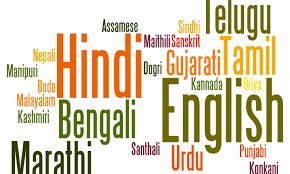 Telugu
Assamese
Sindhi
Maithili
Sanskrit
Nepali
Hindi
Gujarati
Tamil
Manipuri
Dogri
Bodo
Kannada
Oriya
Malayalam
Bengali
English
Kashmiri
Marathi
Santhali
Urdu
Punjabi
Konkani